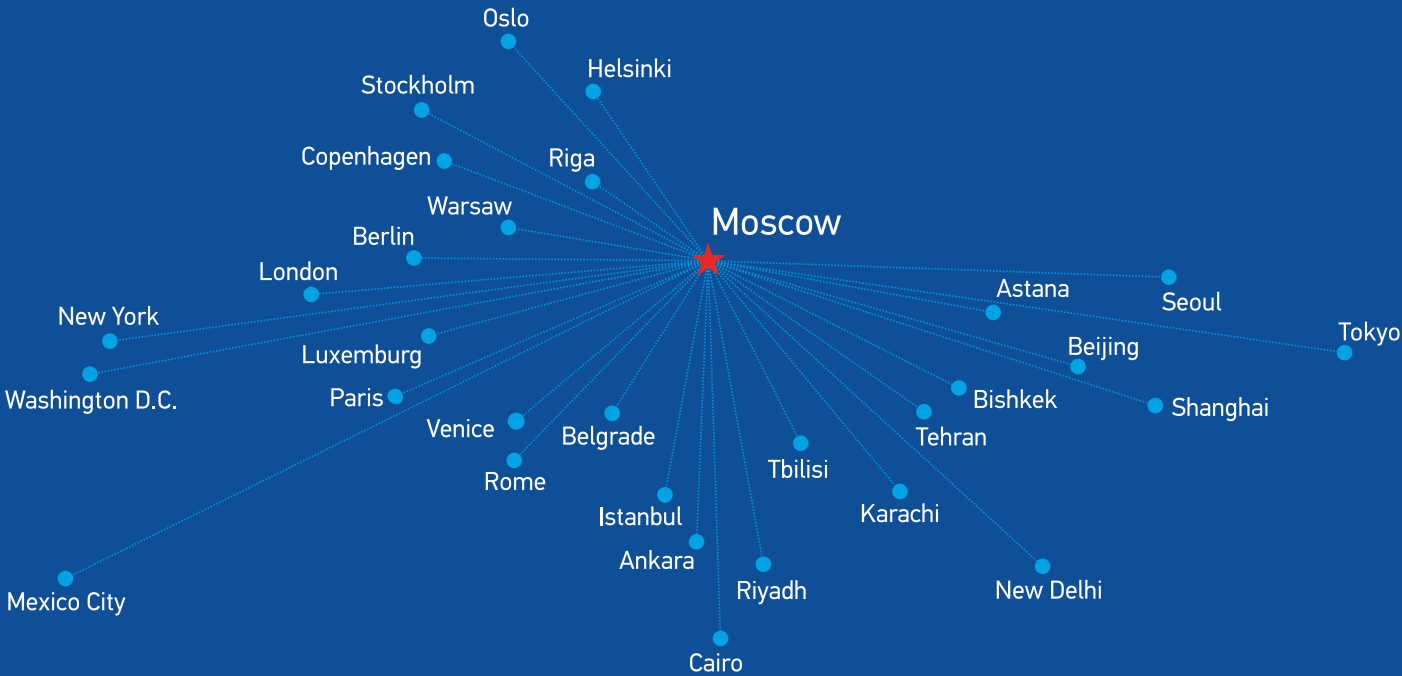 Oslo
Helsinki
Stockholm
Copenhagen
Riga
Warsaw
Moscow
Berlin
London
Astana
Seoul
New York
Tokyo
Luxemburg
Beijing
Washington D.C.
Paris
Bishkek
Shanghai
Venice
Belgrade
Tehran
Rome
Tbilisi
Istanbul
Karachi
Ankara
Riyadh
New Delhi
Mexico City
Cairo